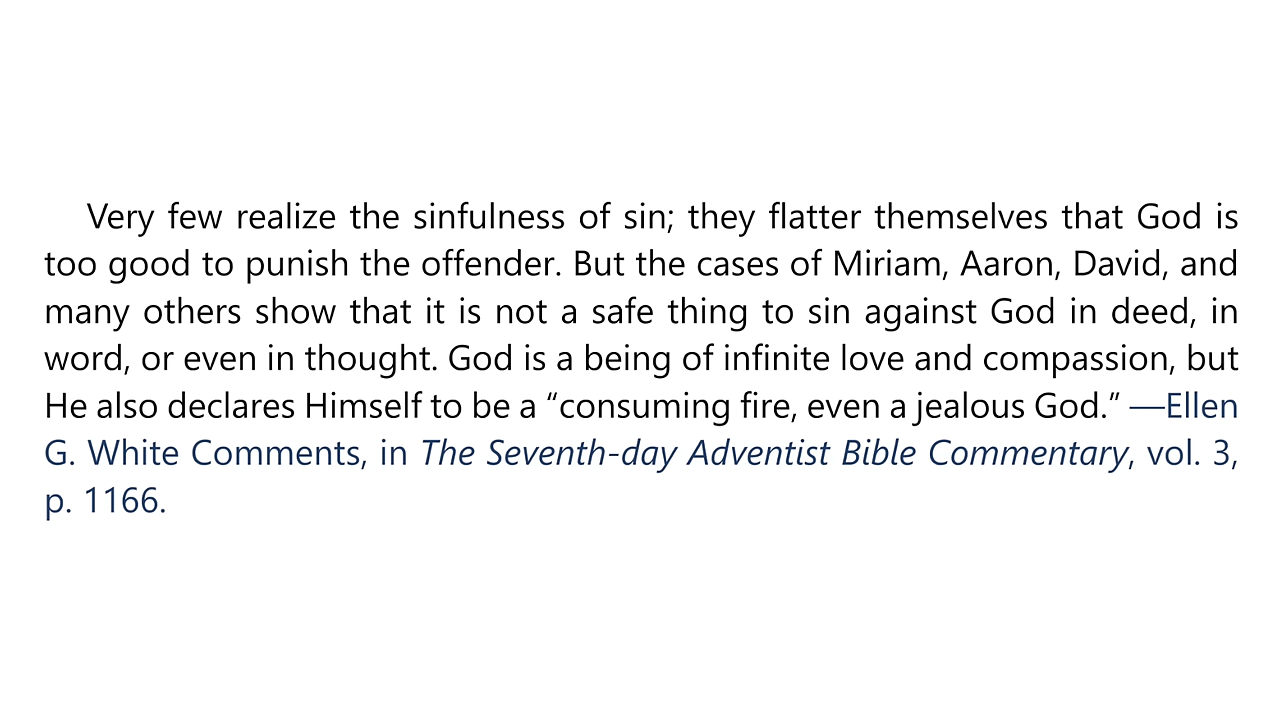 Very few realize the sinfulness of sin; they flatter themselves that God is
too good to punish the offender. But the cases of Miriam, Aaron, David, and
many others show that it is not a safe thing to sin against God in deed, in
word, or even in thought. God is a being of infinite love and compassion, but
He also declares Himself to be a “consuming fire, even a jealous God.” —Ellen
G. White Comments, in The Seventh-day Adventist Bible Commentary, vol. 3,
p. 1166.